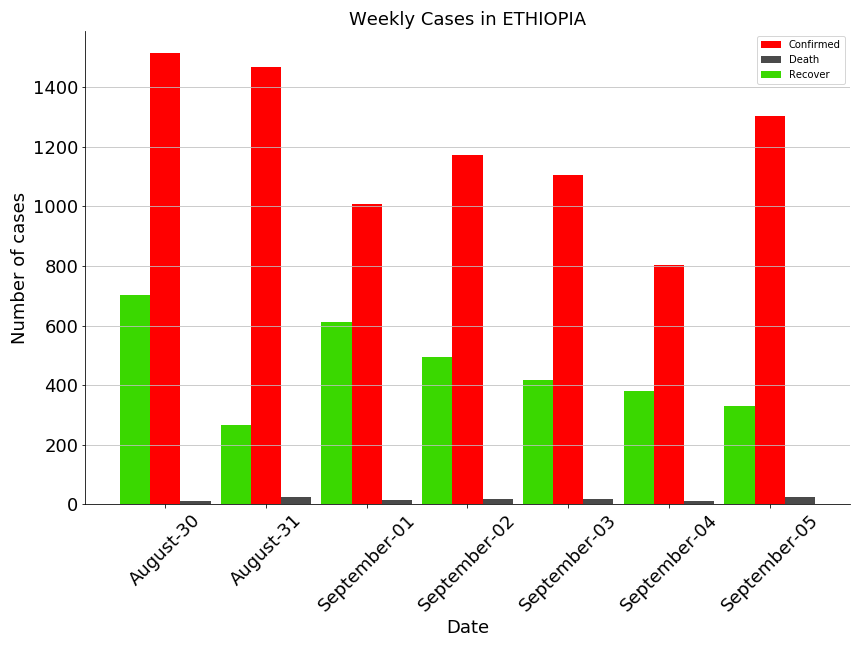 Weekly Cases in ETHIOPIA
Confirmed
Death
Recover
Number of cases
1400
1200
1000
800
600
400
200
0
August-30
August-31
September-01
September-02
September-03
September-04
September-05
Date